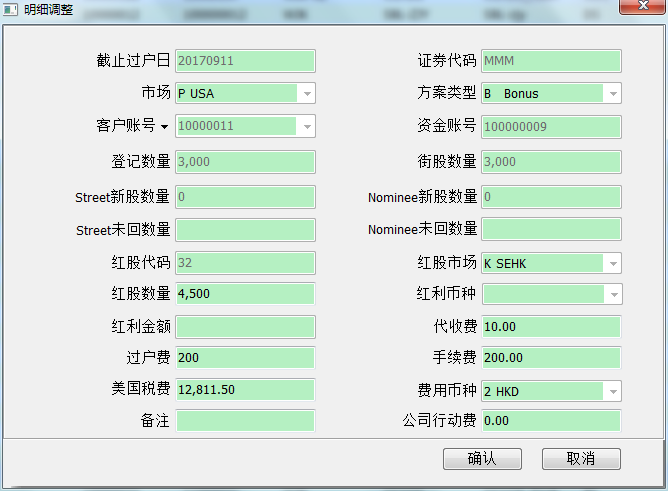 明细调整
截止过户日 20170911 证券代码 MMM
市场 P USA 方案类型 B Bonus
客户账号 10000011 资金账号 100000009
登记数量 3,000 街股数量 3,000
Street新股数量 0 Nominee新股数量 0
Street未回数量 Nominee未回数量
红股代码 32 红股市场 K SEHK
红股数量 4,500 红利币种
红利金额 代收费 10.00
过户费 200 手续费 200.00
美国税费 12,811.50 费用币种 2 HKD
备注 公司行动费 0.00
确认 取消